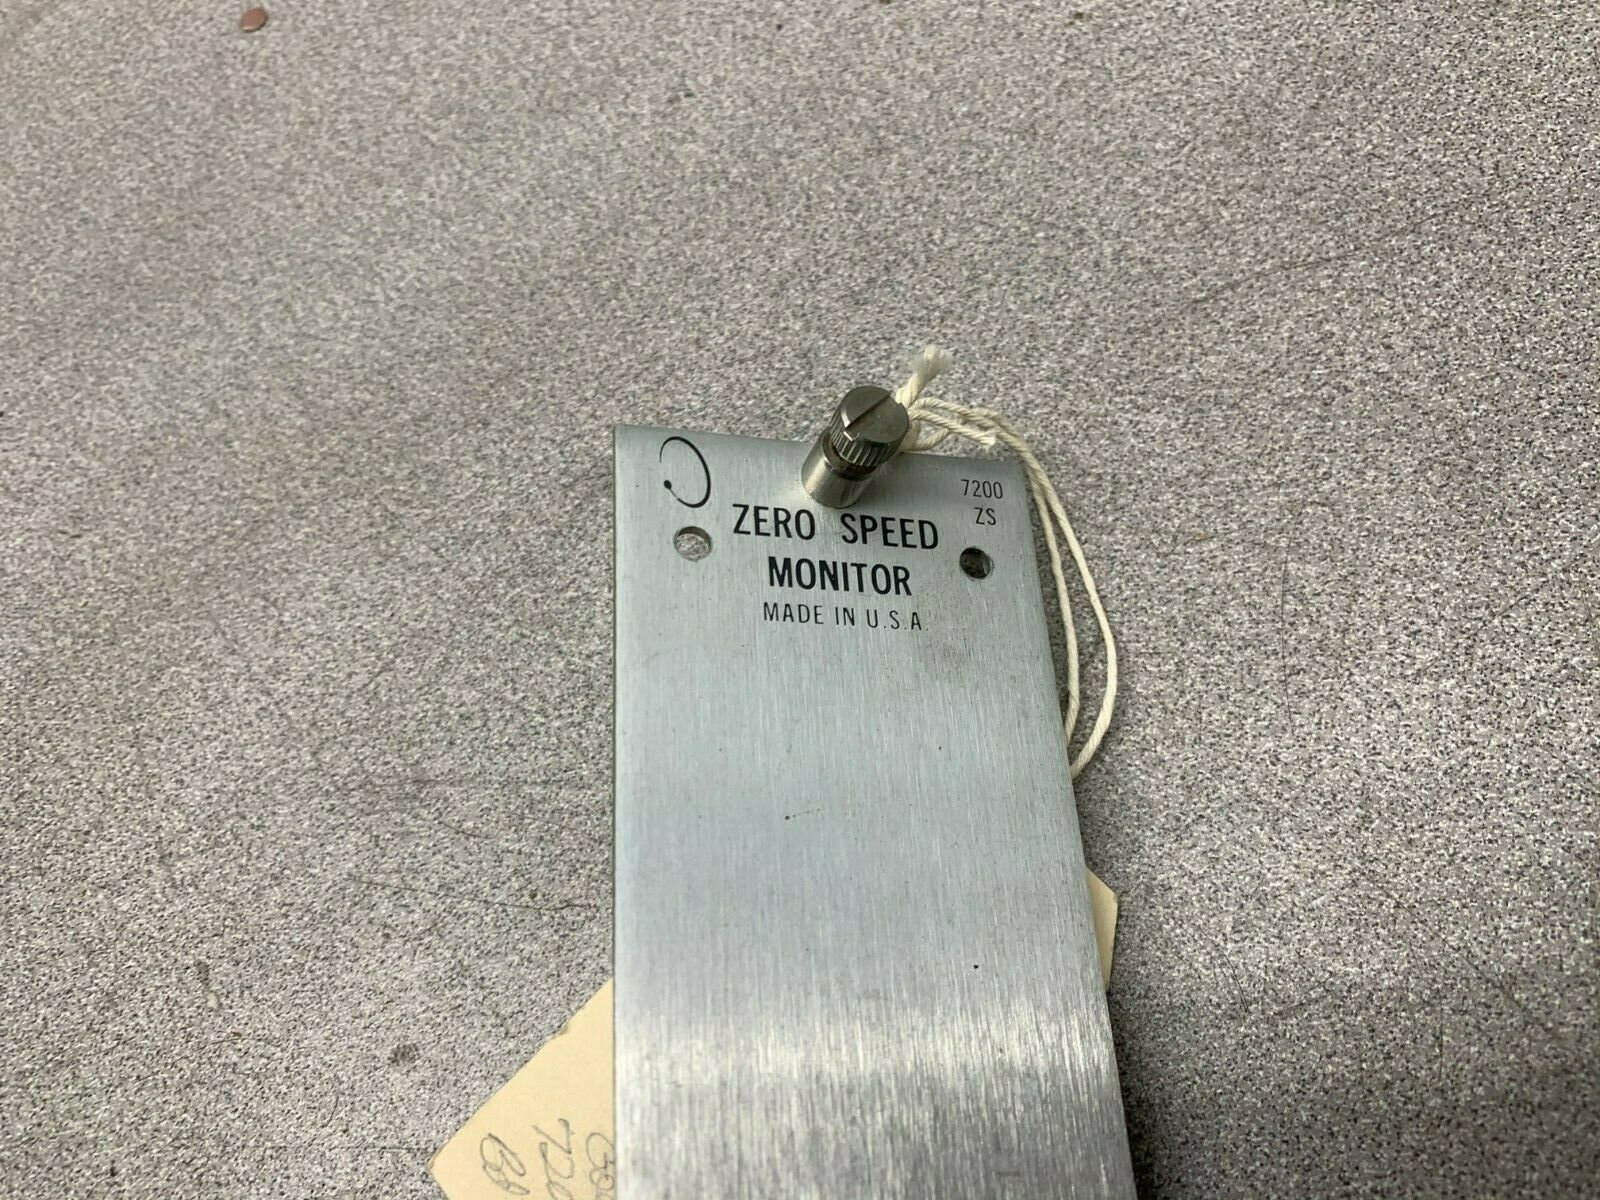 7200
ZS
ZERO SPEED
MONITOR
MADE IN U.S.A.